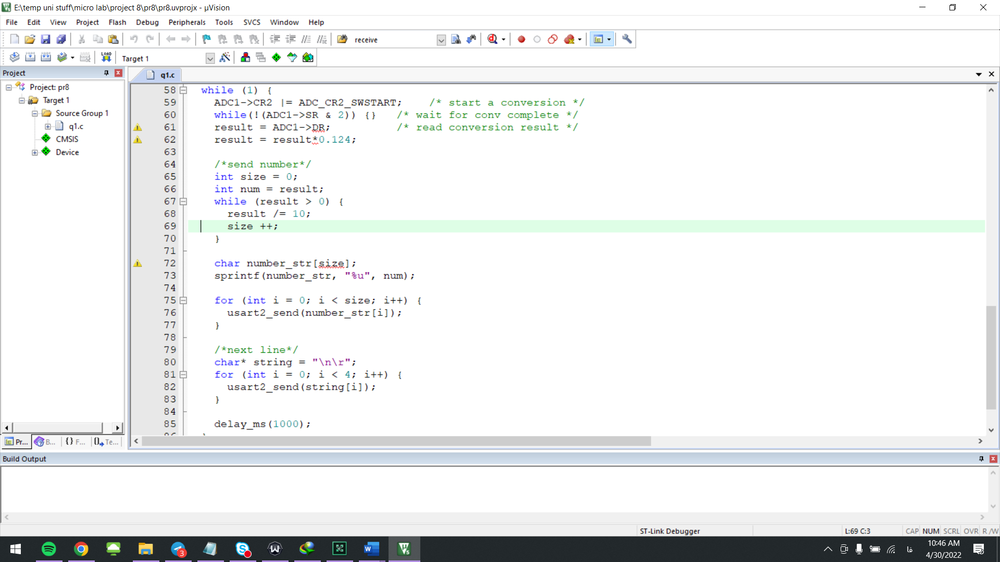 E:\temp uni stuff\micro lab\project 8\pr8\pr8.uvprojx - µVision
File Edit View Project Flash Debug Peripherals Tools SVCS Window Help
receive
LOAD Target 1
Project
q1.c
Project: pr8
Target 1
Source Group 1
q1.c
CMSIS
Device
58 while (1) {
59 ADC1->CR2 |= ADC_CR2_SWSTART; /* start a conversion */
60 while(!(ADC1->SR & 2)) {} /* wait for conv complete */
61 result = ADC1->DR; /* read conversion result */
62 result = result*0.124;
63
64 /*send number*/
65 int size = 0;
66 int num = result;
67 while (result > 0) {
68 result /= 10;
69 size ++;
70 }
71
72 char number_str[size];
73 sprintf(number_str, "%u", num);
74
75 for (int i = 0; i < size; i++) {
76 usart2_send(number_str[i]);
77 }
78
79 /*next line*/
80 char* string = "\n\r";
81 for (int i = 0; i < 4; i++) {
82 usart2_send(string[i]);
83 }
84
85 delay_ms(1000);
Pr... B... {} F... Te...
Build Output
ST-Link Debugger L:69 C:3 CAP NUM SCRL OVR R/W
3
فا
10:46 AM
4/30/2022